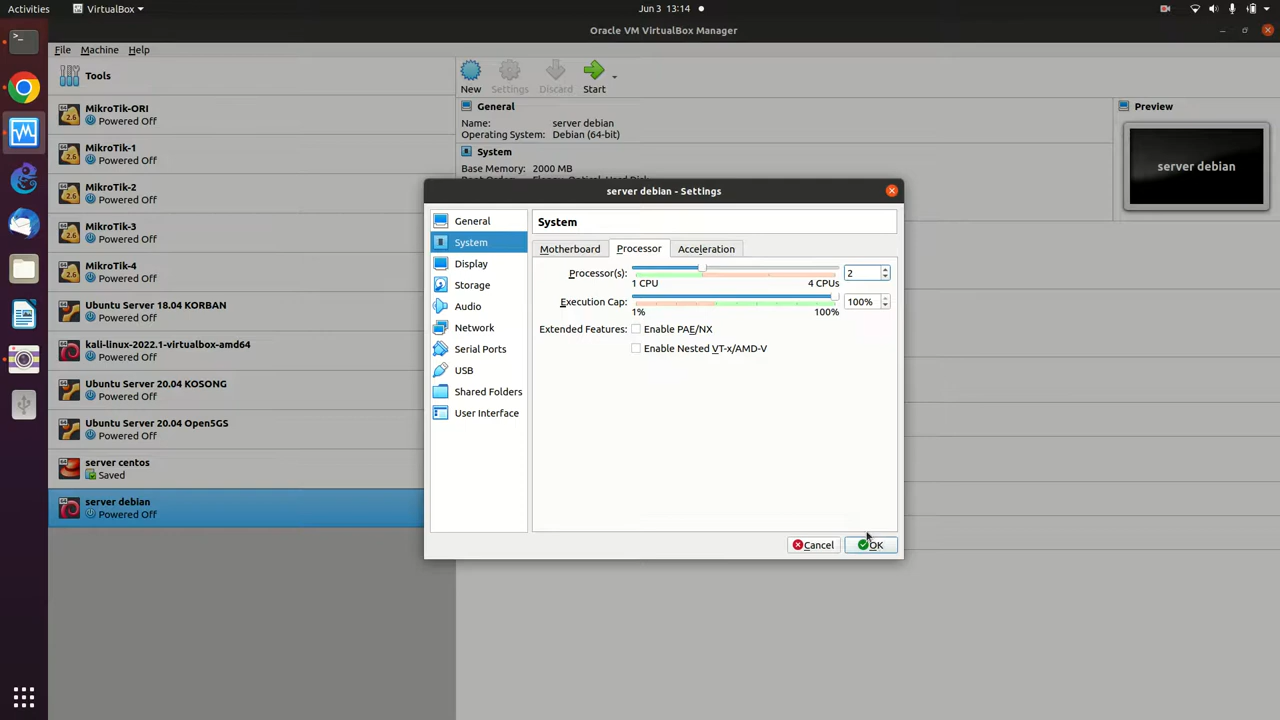 Activities
VirtualBox
Jun 3 13:14
Oracle VM VirtualBox Manager
File Machine Help
Tools
New Settings Discard Start
MikroTik-ORI
Powered Off
MikroTik-1
Powered Off
MikroTik-2
Powered Off
MikroTik-3
Powered Off
MikroTik-4
Powered Off
Ubuntu Server 18.04 KORBAN
Powered Off
kali-linux-2022.1-virtualbox-amd64
Powered Off
Ubuntu Server 20.04 KOSONG
Powered Off
Ubuntu Server 20.04 Open5GS
Powered Off
server centos
Saved
server debian
Powered Off
General
Name: server debian
Operating System: Debian (64-bit)
System
Base Memory: 2000 MB
Preview
server debian
server debian - Settings
General
System
Display
Storage
Audio
Network
Serial Ports
USB
Shared Folders
User Interface
System
Motherboard Processor Acceleration
Processor(s): 2
1 CPU 4 CPUs
Execution Cap: 100%
1% 100%
Extended Features: Enable PAE/NX
Enable Nested VT-x/AMD-V
Cancel OK